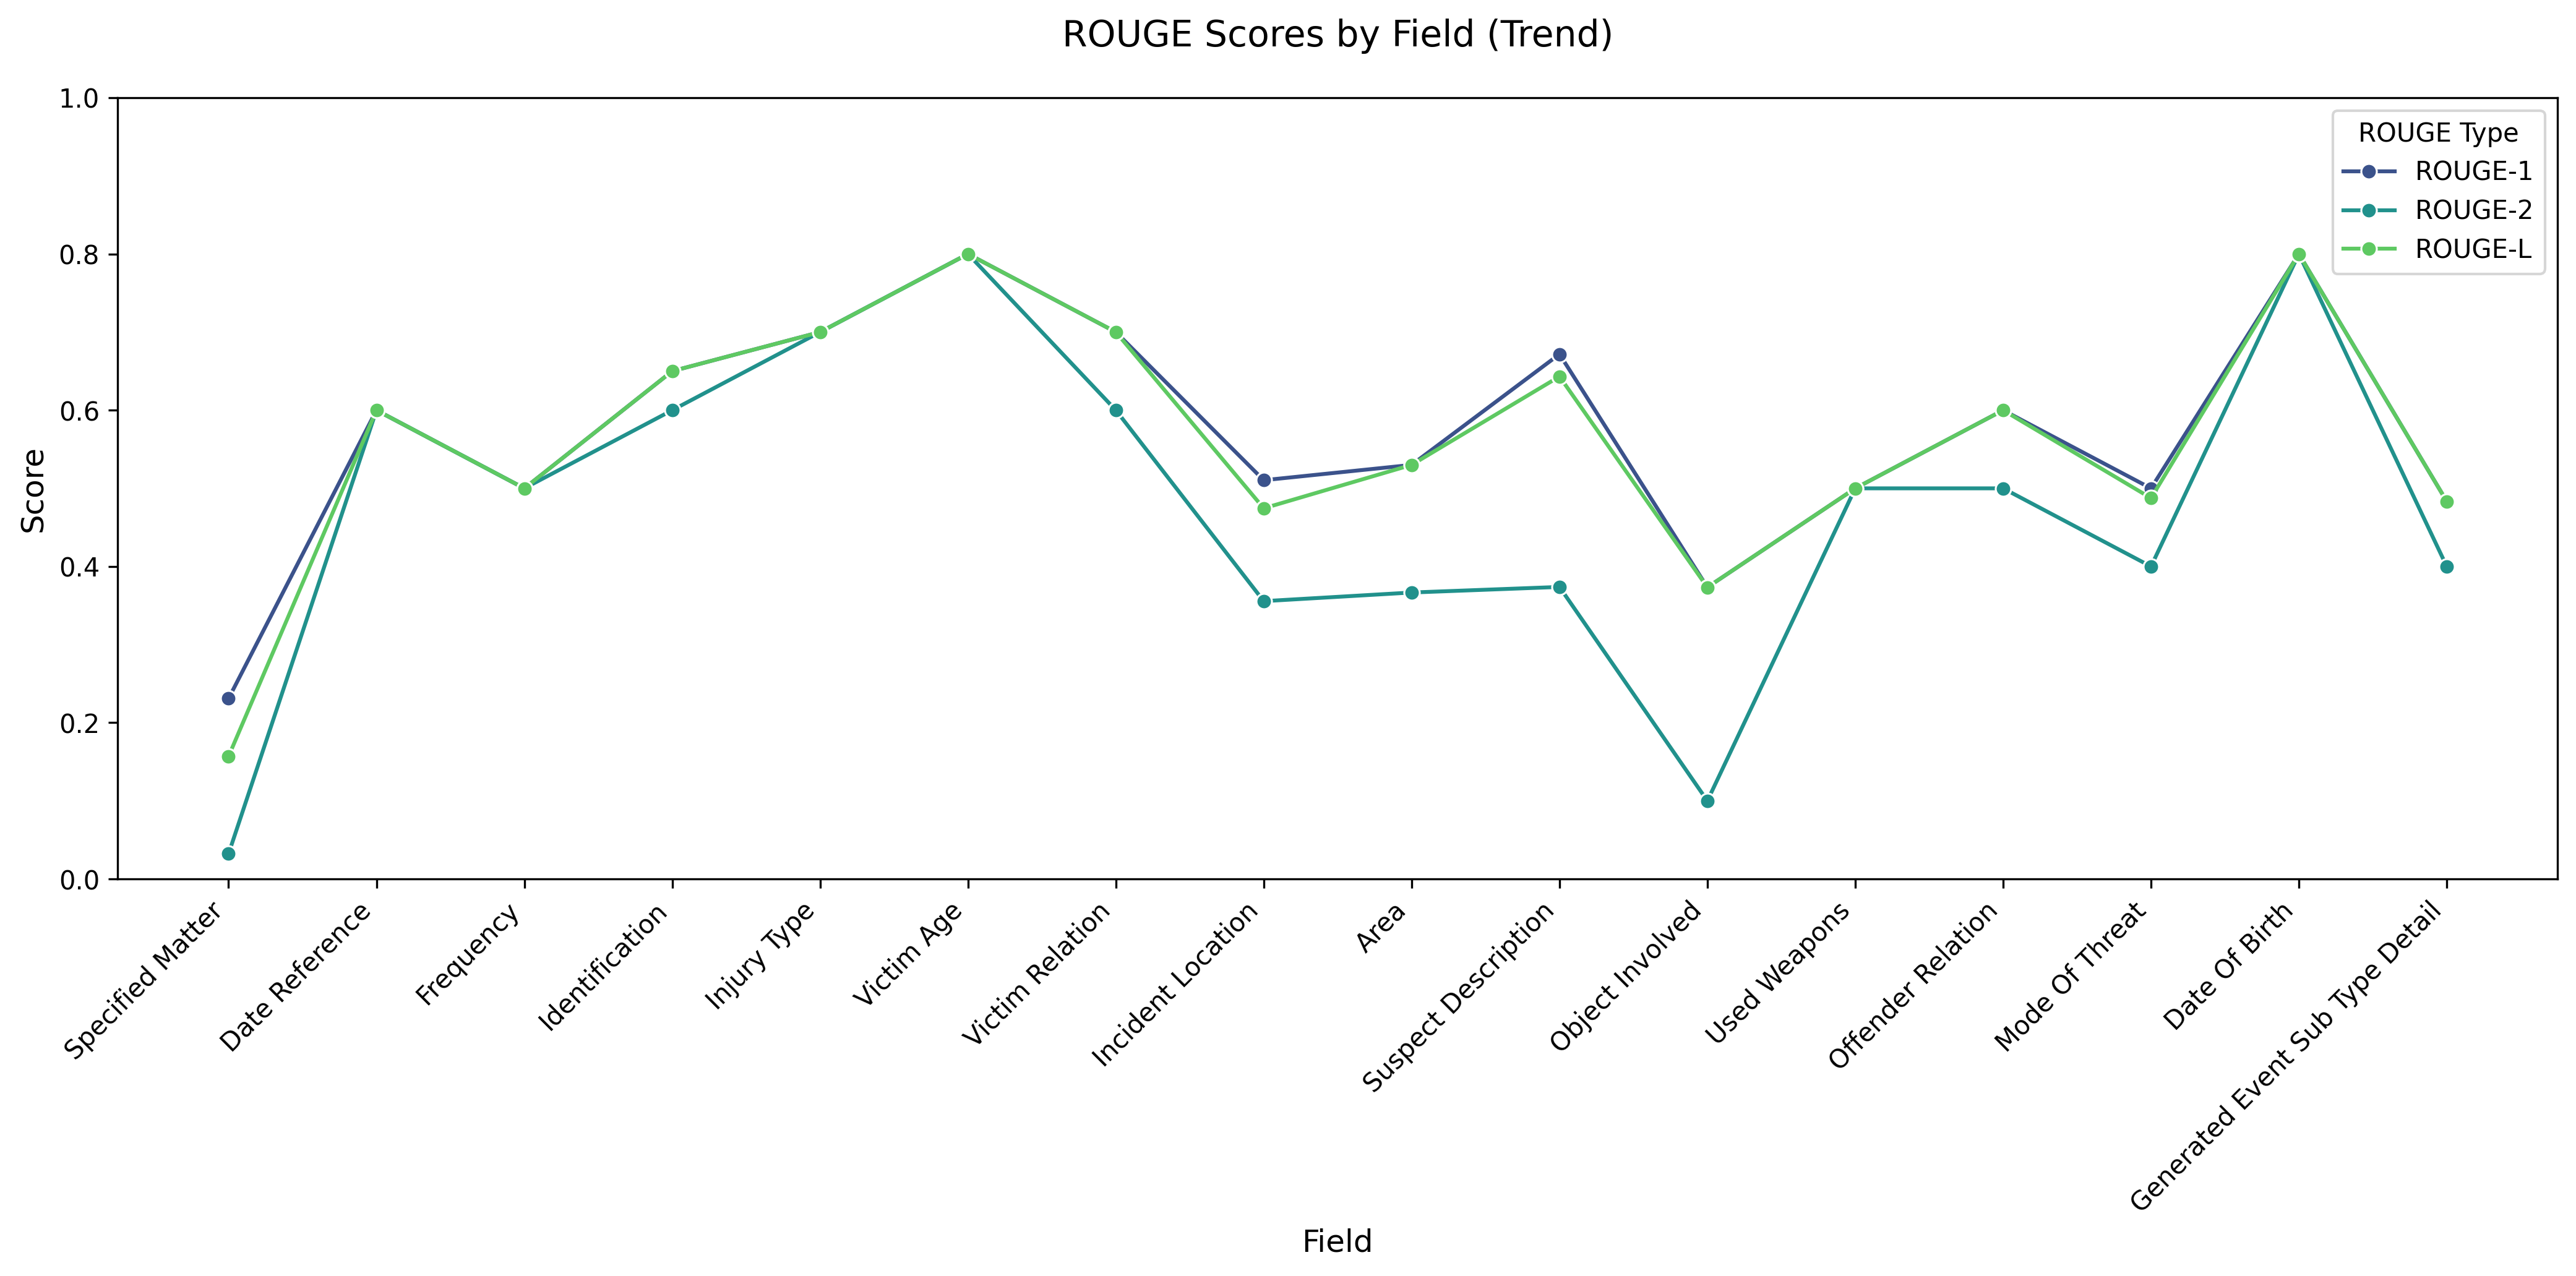 ROUGE Scores by Field (Trend)
1.0
0.8
0.6
0.4
0.2
0.0
Score
ROUGE Type
ROUGE-1
ROUGE-2
ROUGE-L
Specified Matter
Date Reference
Frequency
Identification
Injury Type
Victim Age
Victim Relation
Incident Location
Area
Suspect Description
Object Involved
Used Weapons
Offender Relation
Mode Of Threat
Date Of Birth
Generated Event Sub Type Detail
Field